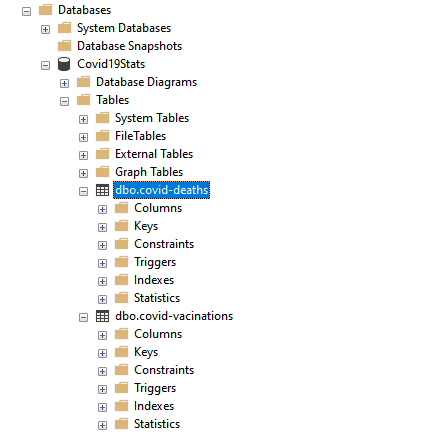 Databases
System Databases
Database Snapshots
Covid19Stats
Database Diagrams
Tables
System Tables
FileTables
External Tables
Graph Tables
dbo.covid-deaths
Columns
Keys
Constraints
Triggers
Indexes
Statistics
dbo.covid-vacinations
Columns
Keys
Constraints
Triggers
Indexes
Statistics